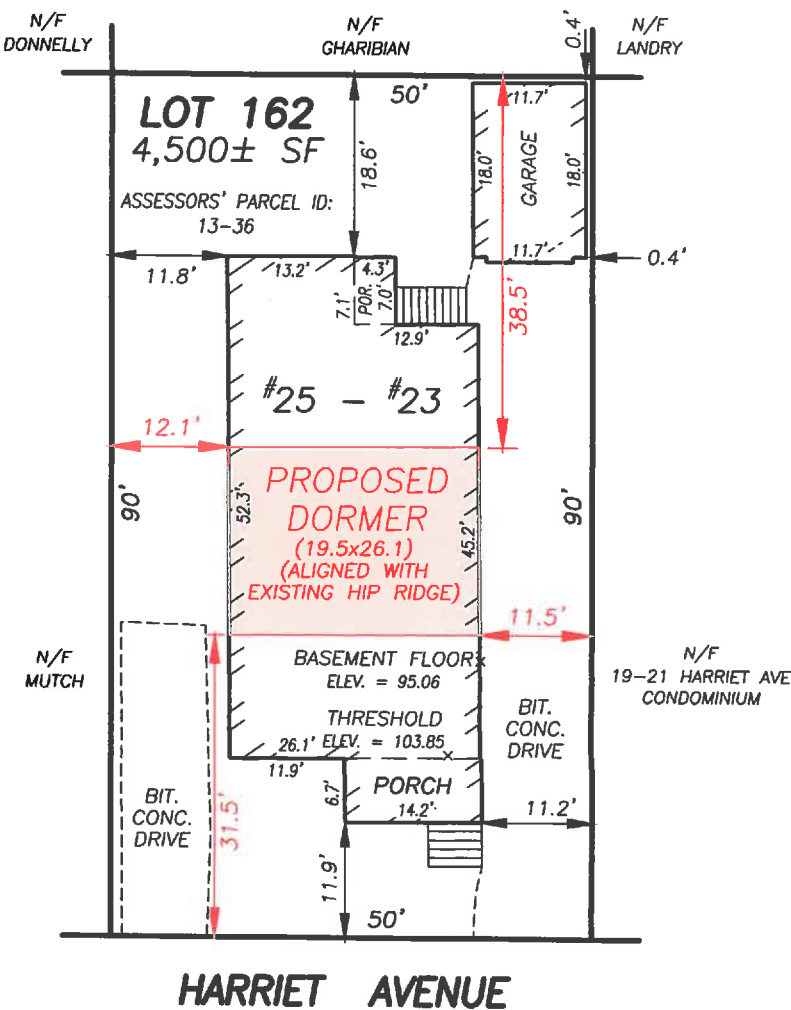 N/F
DONNELLY
N/F
GHARIBIAN
0.4'
N/F
LANDRY
LOT 162
4,500± SF
50'
11.7'
18.6'
18.0'
GARAGE
18.0'
ASSESSORS' PARCEL ID:
13-36
11.8'
13.2'
4.3'
11.7'
0.4'
7.1'
POR.
7.0'
38.5'
12.9'
#25 - #23
12.1'
90'
52.3'
PROPOSED
DORMER
(19.5x26.1)
(ALIGNED WITH
EXISTING HIP RIDGE)
45.2'
90'
11.5'
N/F
MUTCH
BASEMENT FLOOR x
ELEV. = 95.06
N/F
19-21 HARRIET AVE
CONDOMINIUM
THRESHOLD
ELEV. = 103.85 x
BIT.
CONC.
DRIVE
26.1'
11.9'
BIT.
CONC.
DRIVE
31.5'
6.7'
PORCH
14.2'
11.2'
11.9'
50'
HARRIET AVENUE